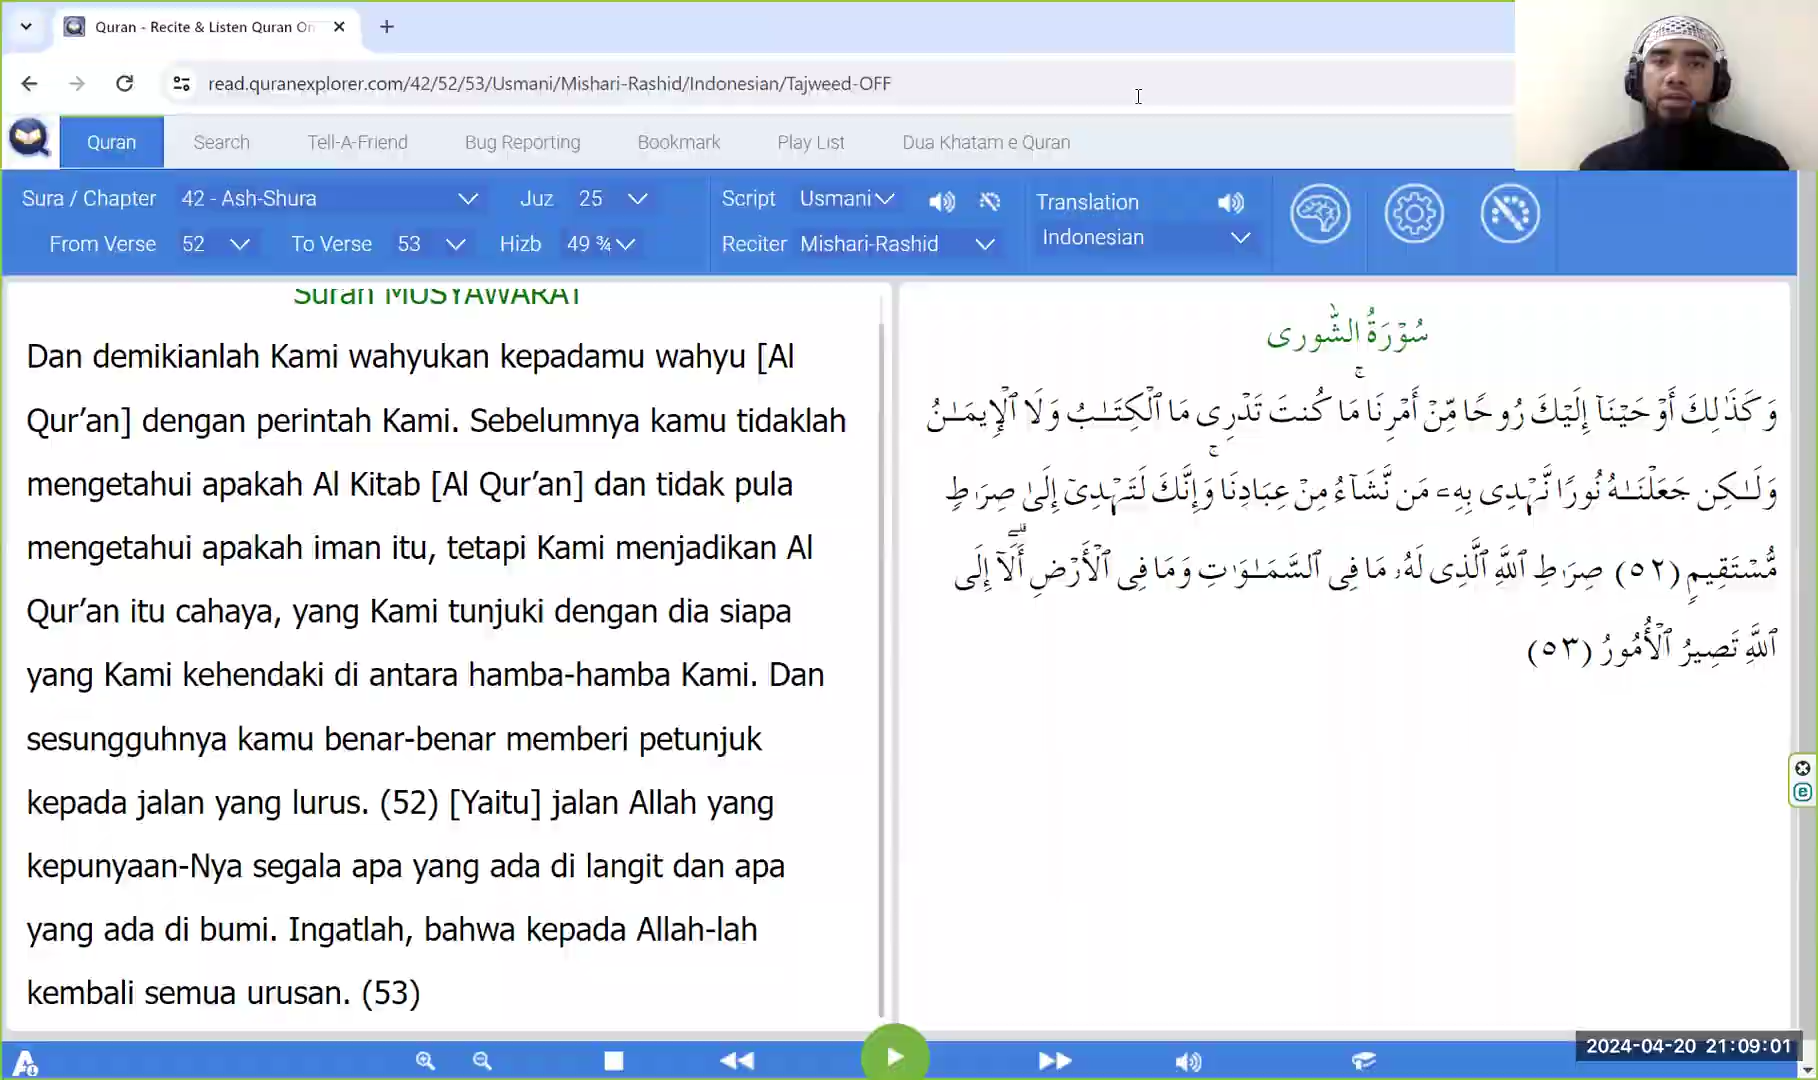 Quran - Recite & Listen Quran On
read.quranexplorer.com/42/52/53/Usmani/Mishari-Rashid/Indonesian/Tajweed-OFF
Quran Search Tell-A-Friend Bug Reporting Bookmark Play List Dua Khatam e Quran
Sura / Chapter 42 - Ash-Shura Juz 25 Script Usmani Translation
From Verse 52 To Verse 53 Hizb 49 ¾ Reciter Mishari-Rashid Indonesian
Surah MUSYAWARAT
Dan demikianlah Kami wahyukan kepadamu wahyu [Al
Qur’an] dengan perintah Kami. Sebelumnya kamu tidaklah
mengetahui apakah Al Kitab [Al Qur’an] dan tidak pula
mengetahui apakah iman itu, tetapi Kami menjadikan Al
Qur’an itu cahaya, yang Kami tunjuki dengan dia siapa
yang Kami kehendaki di antara hamba-hamba Kami. Dan
sesungguhnya kamu benar-benar memberi petunjuk
kepada jalan yang lurus. (52) [Yaitu] jalan Allah yang
kepunyaan-Nya segala apa yang ada di langit dan apa
yang ada di bumi. Ingatlah, bahwa kepada Allah-lah
kembali semua urusan. (53)
سُوۡرَةُ الشّورى
وَكَذَٲلِكَ أَوۡحَيۡنَآ إِلَيۡكَ رُوحً۬ا مِّنۡ أَمۡرِنَاۚ مَا كُنتَ تَدۡرِى مَا ٱلۡكِتَـٰبُ وَلَا ٱلۡإِيمَـٰنُ
وَلَـٰكِن جَعَلۡنَـٰهُ نُورً۬ا نَّہۡدِى بِهِۦ مَن نَّشَآءُ مِنۡ عِبَادِنَاۚ وَإِنَّكَ لَتَہۡدِىٓ إِلَىٰ صِرَٲطٍ۬
مُّسۡتَقِيمٍ۬ (٥٢) صِرَٲطِ ٱللَّهِ ٱلَّذِى لَهُ ۥ مَا فِى ٱلسَّمَـٰوَٲتِ وَمَا فِى ٱلۡأَرۡضِۗ أَلَآ إِلَى
ٱللَّهِ تَصِيرُ ٱلۡأُمُورُ (٥٣)
2024-04-20 21:09:01